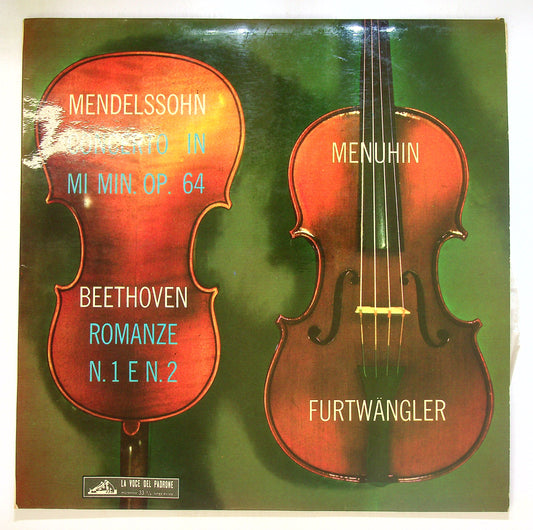 MENDELSSOHN
CONCERTO IN
MI MIN. OP. 64
BEETHOVEN
ROMANZE
N. 1 E N. 2
MENUHIN
FURTWÄNGLER
LA VOCE DEL PADRONE